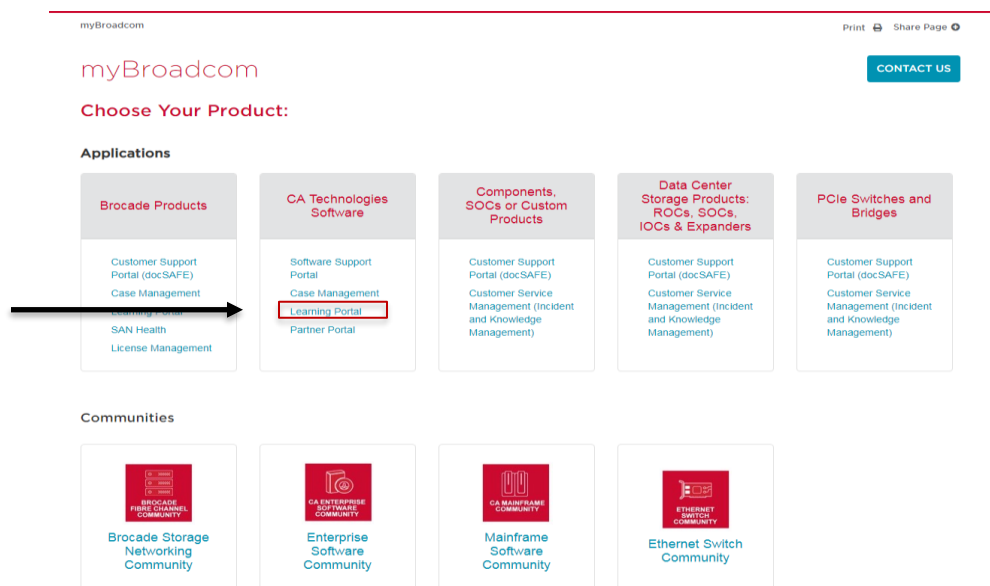 myBroadcom
Print Share Page
myBroadcom
CONTACT US
Choose Your Product:
Applications
Brocade Products
Customer Support
Portal (docSAFE)
Case Management
Learning Portal
SAN Health
License Management
CA Technologies
Software
Software Support
Portal
Case Management
Learning Portal
Partner Portal
Components,
SOCs or Custom
Products
Customer Support
Portal (docSAFE)
Customer Service
Management (Incident
and Knowledge
Management)
Data Center
Storage Products:
ROCs, SOCs,
IOCs & Expanders
Customer Support
Portal (docSAFE)
Customer Service
Management (Incident
and Knowledge
Management)
PCIe Switches and
Bridges
Customer Support
Portal (docSAFE)
Customer Service
Management (Incident
and Knowledge
Management)
Communities
BROCADE
FIBRE CHANNEL
COMMUNITY
Brocade Storage
Networking
Community
CA ENTERPRISE
SOFTWARE
COMMUNITY
Enterprise
Software
Community
CA MAINFRAME
COMMUNITY
Mainframe
Software
Community
ETHERNET
SWITCH
COMMUNITY
Ethernet Switch
Community